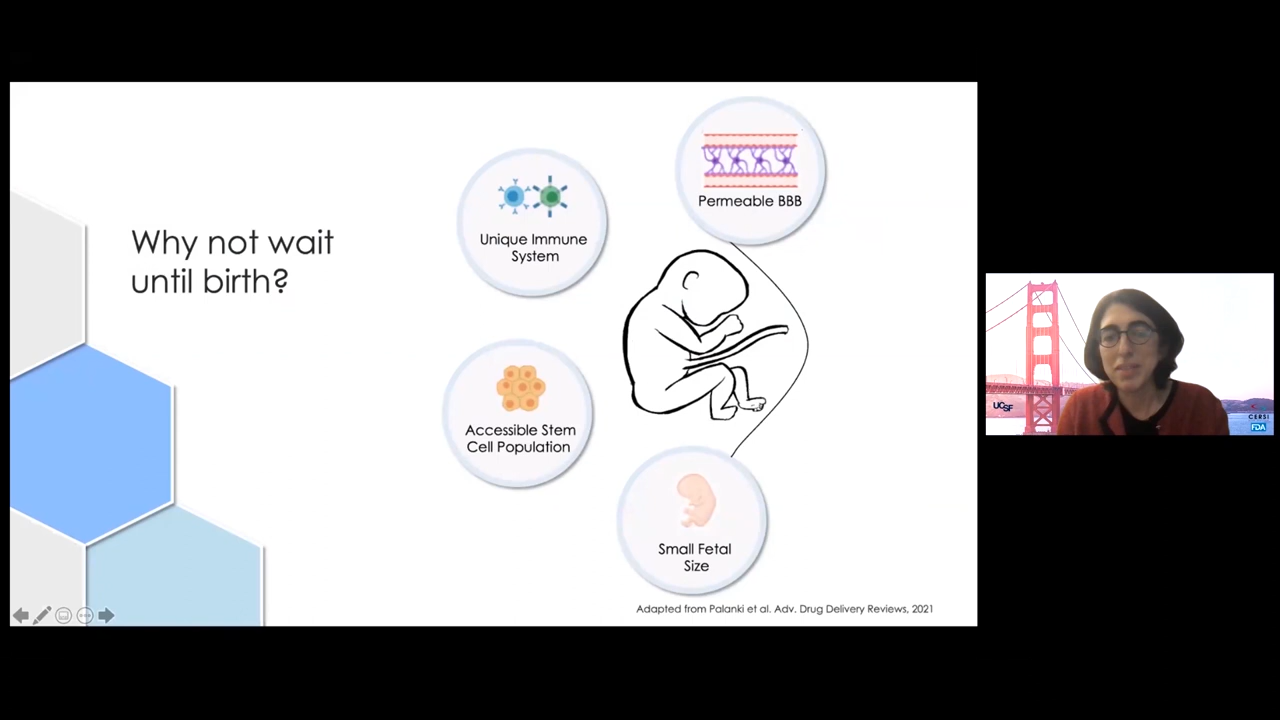 Why not wait
until birth?
Unique Immune
System
Permeable BBB
Accessible Stem
Cell Population
Small Fetal
Size
Adapted from Palanki et al. Adv. Drug Delivery Reviews, 2021
UCSF
CERSI
FDA